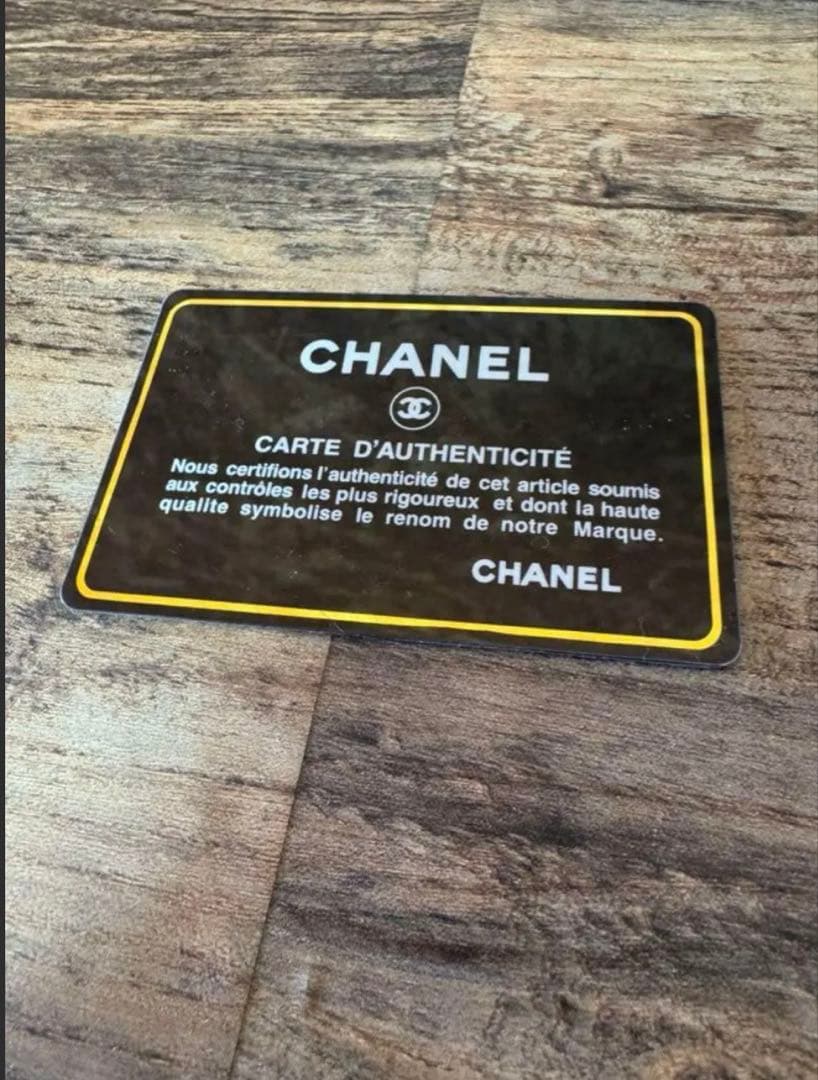 CHANEL
CARTE D'AUTHENTICITÉ
Nous certifions l'authenticité de cet article soumis
aux contrôles les plus rigoureux et dont la haute
qualite symbolise le renom de notre Marque.
CHANEL